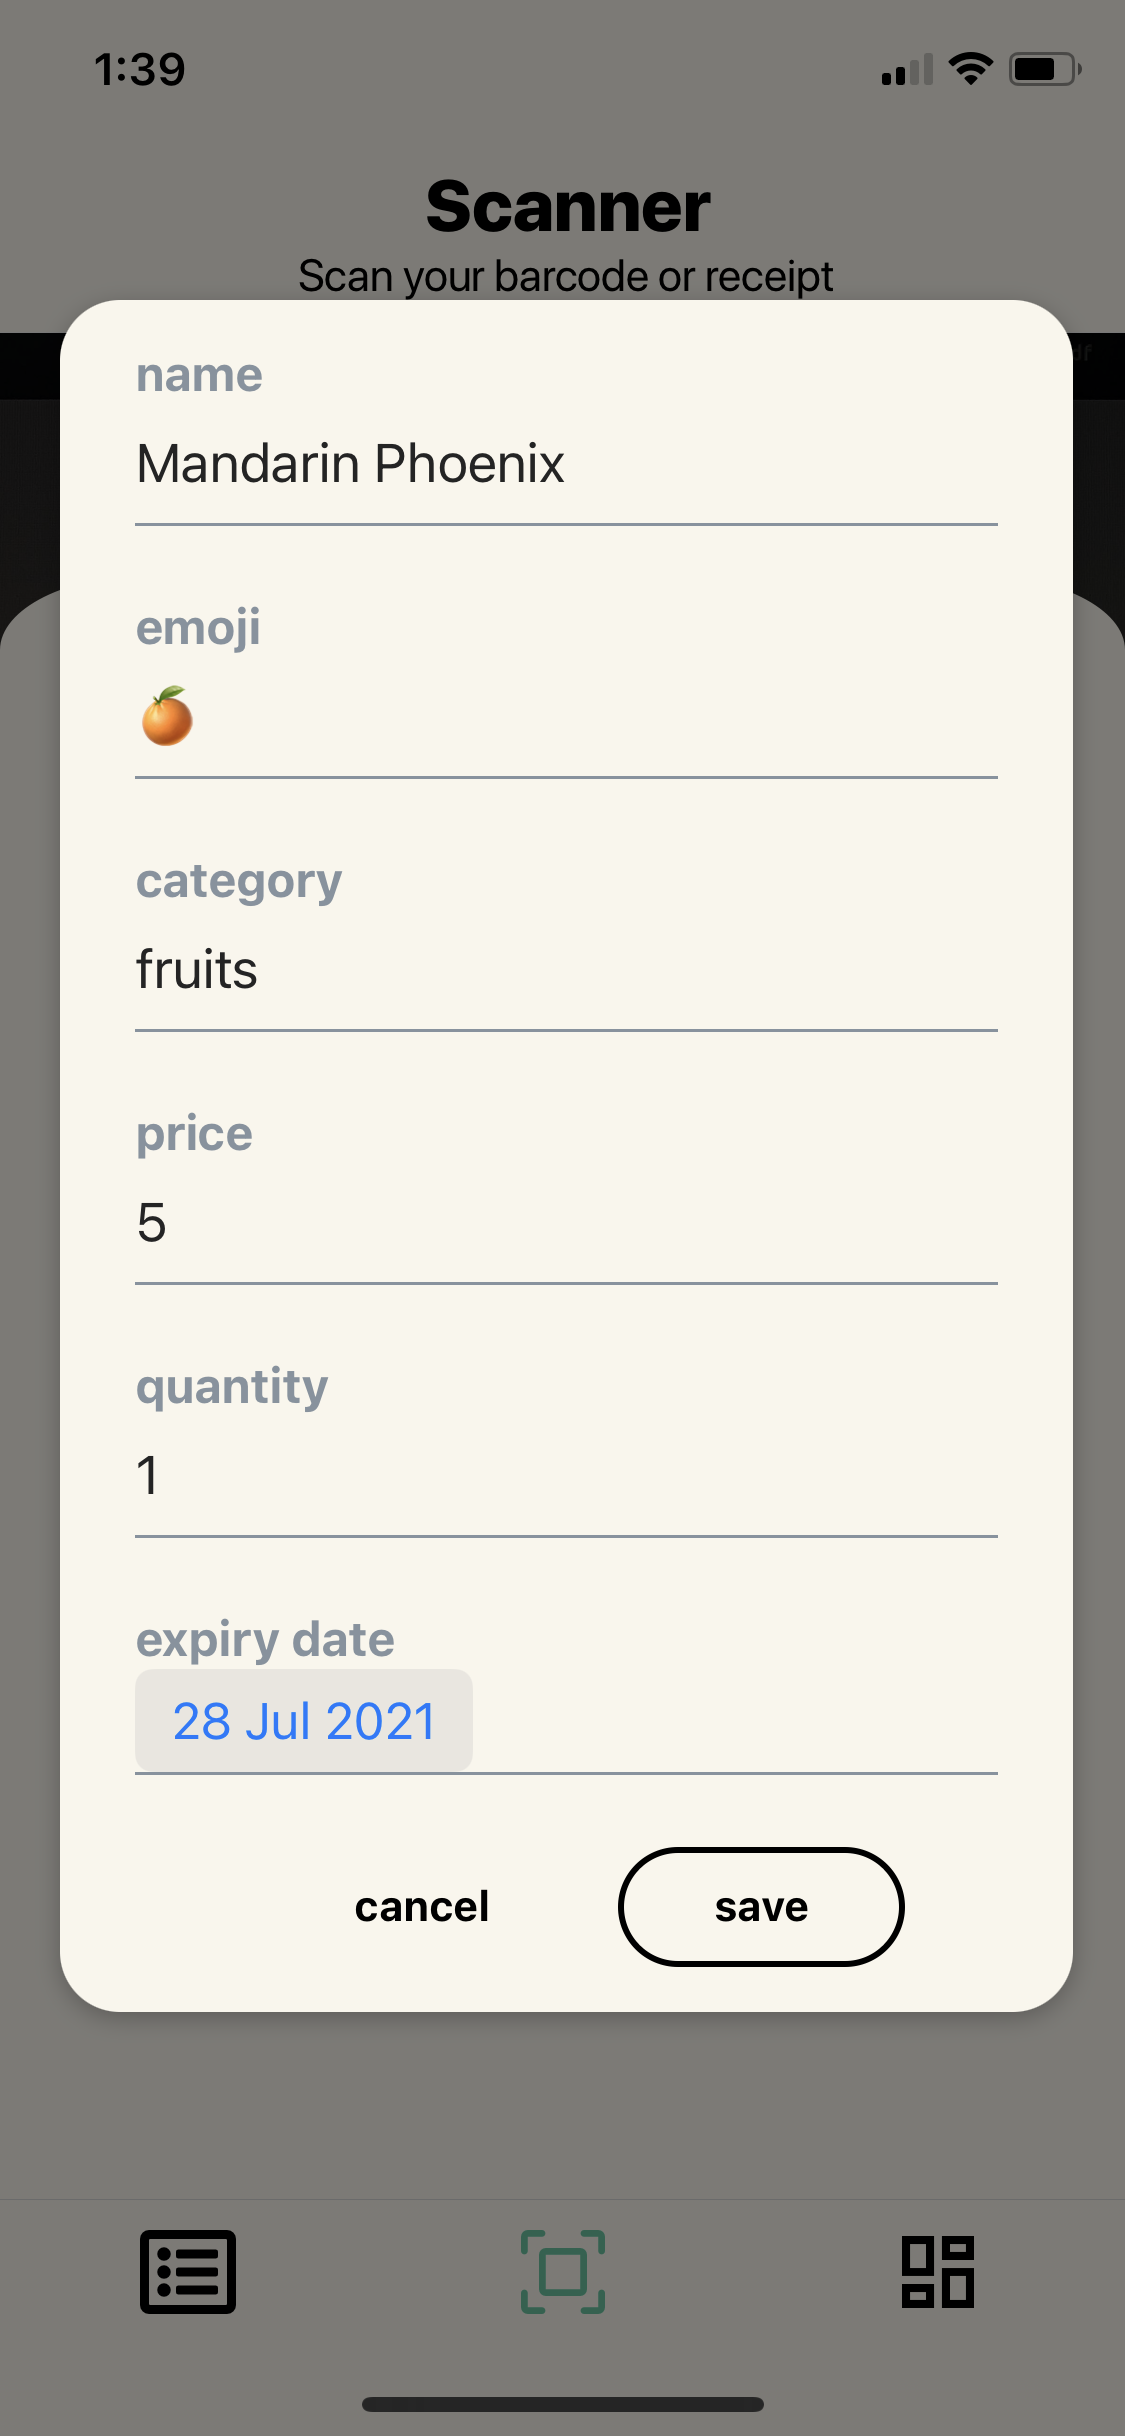 1:39
Scanner
Scan your barcode or receipt
name
Mandarin Phoenix
emoji
🍊
category
fruits
price
5
quantity
1
expiry date
28 Jul 2021
cancel
save